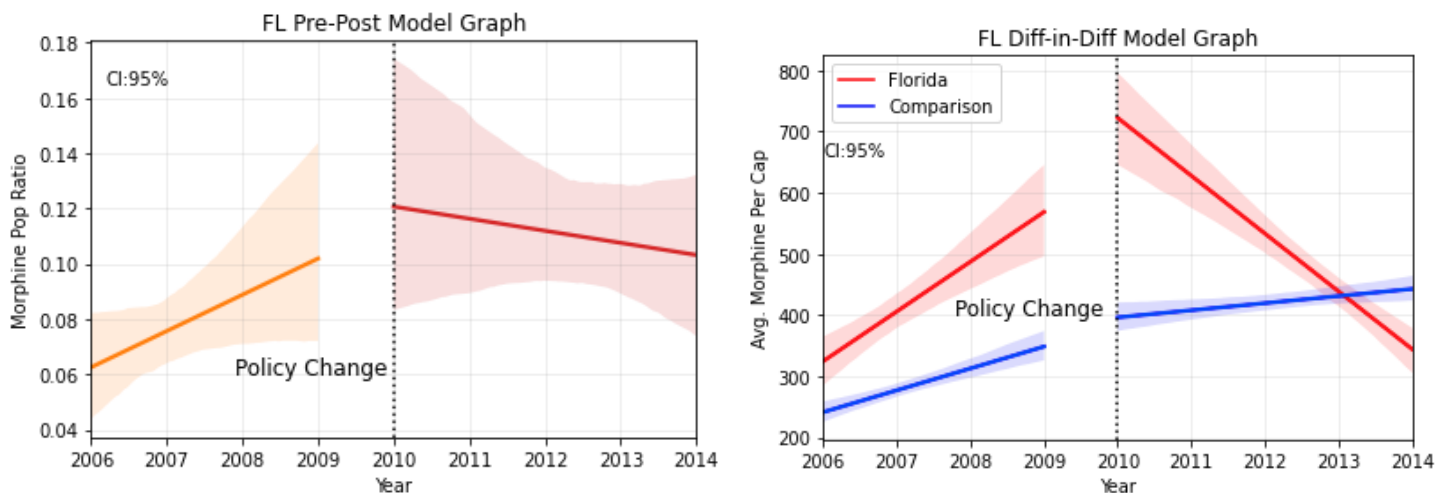 FL Pre-Post Model Graph
CI:95%
Policy Change
Morphine Pop Ratio
0.18
0.16
0.14
0.12
0.10
0.08
0.06
0.04
2006 2007 2008 2009 2010 2011 2012 2013 2014
Year
FL Diff-in-Diff Model Graph
Florida
Comparison
CI:95%
Policy Change
Avg. Morphine Per Cap
800
700
600
500
400
300
200
2006 2007 2008 2009 2010 2011 2012 2013 2014
Year